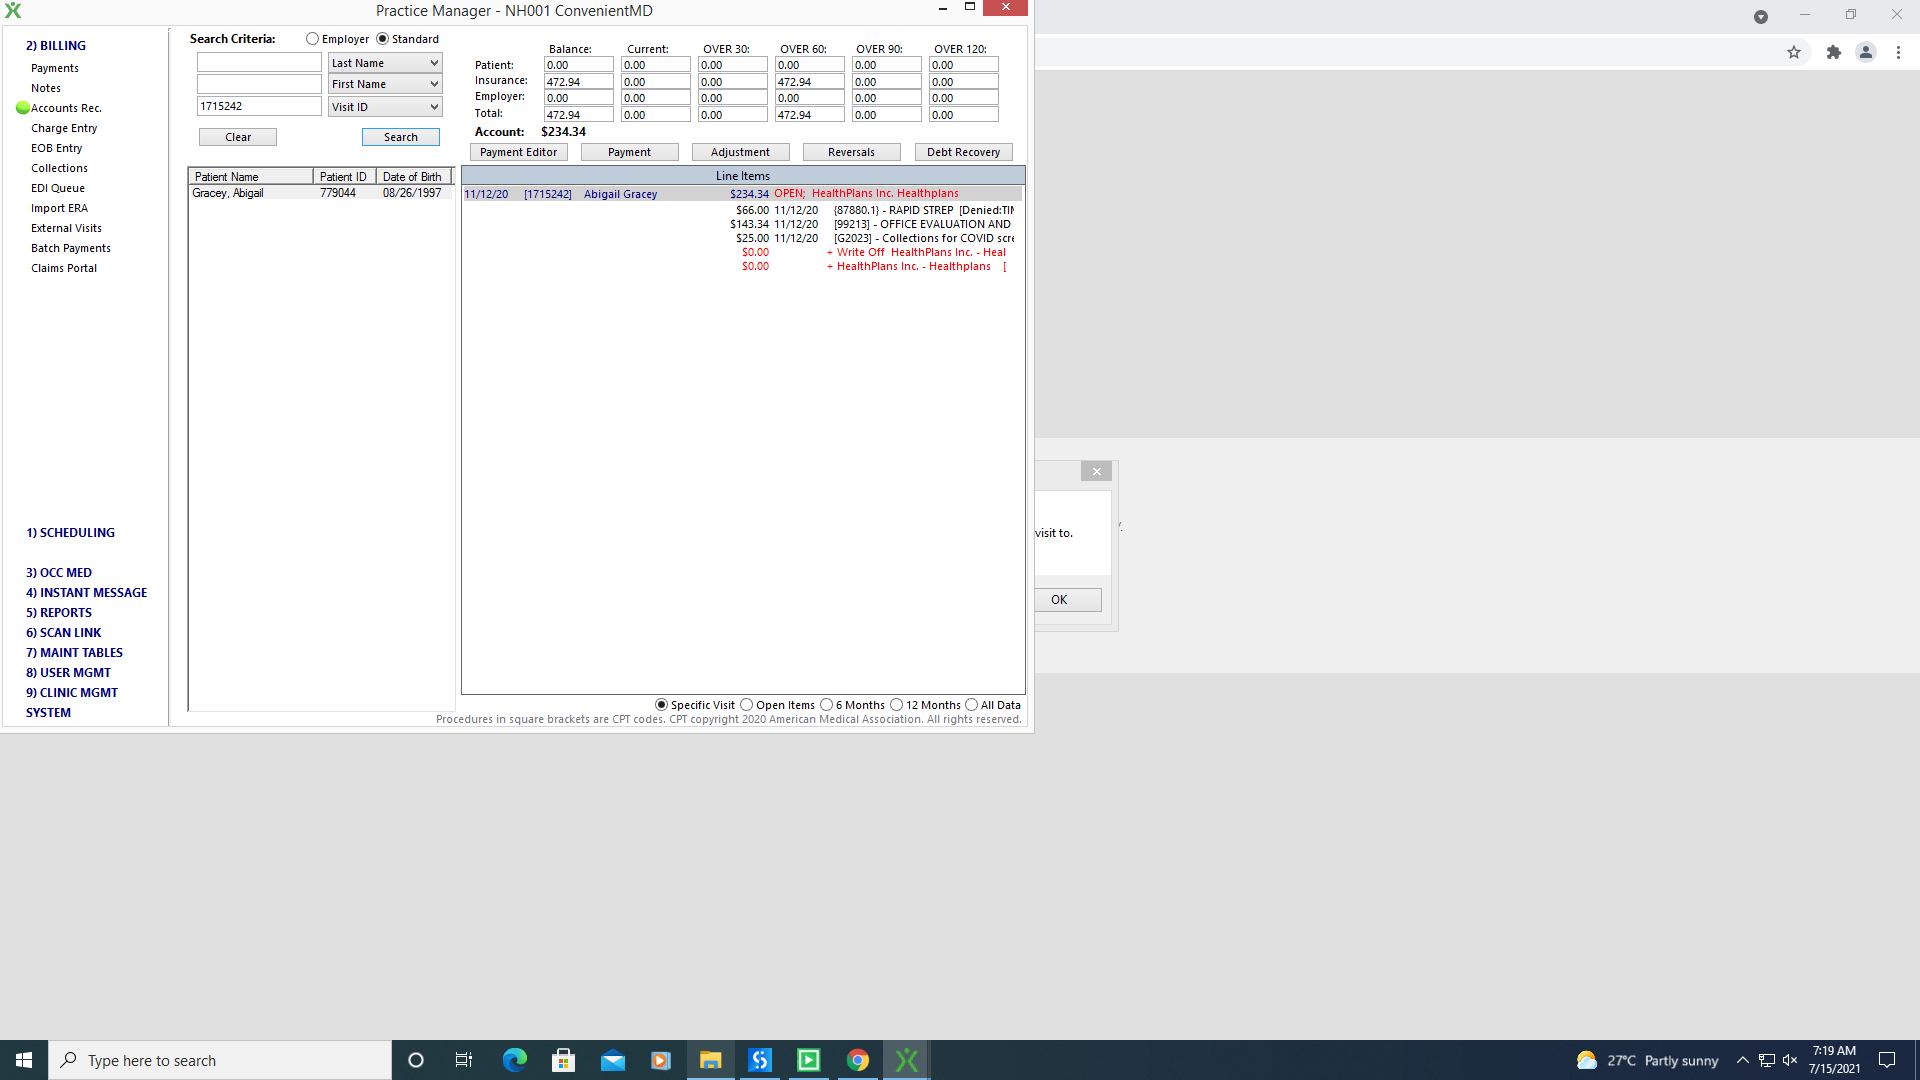 Practice Manager - NH001 ConvenientMD
2) BILLING
Payments
Notes
Accounts Rec.
Charge Entry
EOB Entry
Collections
EDI Queue
Import ERA
External Visits
Batch Payments
Claims Portal
1) SCHEDULING
3) OCC MED
4) INSTANT MESSAGE
5) REPORTS
6) SCAN LINK
7) MAINT TABLES
8) USER MGMT
9) CLINIC MGMT
SYSTEM
Search Criteria: Employer Standard
Last Name
First Name
1715242 Visit ID
Clear Search
Patient Name Patient ID Date of Birth
Gracey, Abigail 779044 08/26/1997
Balance: Current: OVER 30: OVER 60: OVER 90: OVER 120:
Patient: 0.00 0.00 0.00 0.00 0.00 0.00
Insurance: 472.94 0.00 0.00 472.94 0.00 0.00
Employer: 0.00 0.00 0.00 0.00 0.00 0.00
Total: 472.94 0.00 0.00 472.94 0.00 0.00
Account: $234.34
Payment Editor Payment Adjustment Reversals Debt Recovery
Line Items
11/12/20 [1715242] Abigail Gracey $234.34 OPEN; HealthPlans Inc. Healthplans
$66.00 11/12/20 {87880.1} - RAPID STREP [Denied:TIM
$143.34 11/12/20 [99213] - OFFICE EVALUATION AND
$25.00 11/12/20 [G2023] - Collections for COVID scre
$0.00 + Write Off HealthPlans Inc. - Heal
$0.00 + HealthPlans Inc. - Healthplans [
Specific Visit Open Items 6 Months 12 Months All Data
Procedures in square brackets are CPT codes. CPT copyright 2020 American Medical Association. All rights reserved.
visit to.
OK
Type here to search
27°C Partly sunny
7:19 AM
7/15/2021